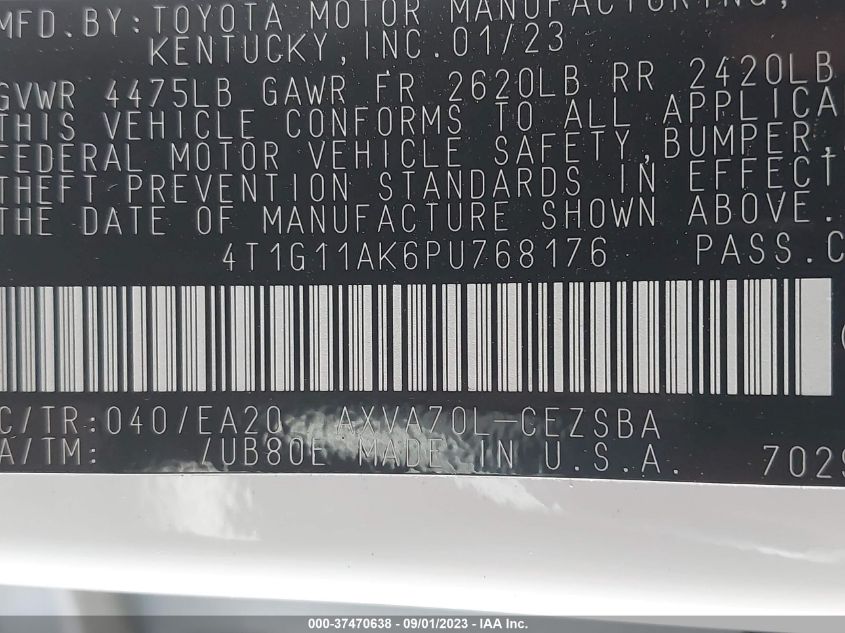 MFD.BY:TOYOTA MOTOR MANUFACTURING,
KENTUCKY,INC.01/23
GVWR 4475LB GAWR FR 2620LB RR 2420LB
THIS VEHICLE CONFORMS TO ALL APPLICA
FEDERAL MOTOR VEHICLE SAFETY,BUMPER,
THEFT PREVENTION STANDARDS IN EFFECT
THE DATE OF MANUFACTURE SHOWN ABOVE.
4T1G11AK6PU768176 PASS.C
C/TR:040/EA20 AXVA70L-CEZSBA
A/TM: /UB80E MADE IN U.S.A. 7029
000-37470638 - 09/01/2023 - IAA Inc.